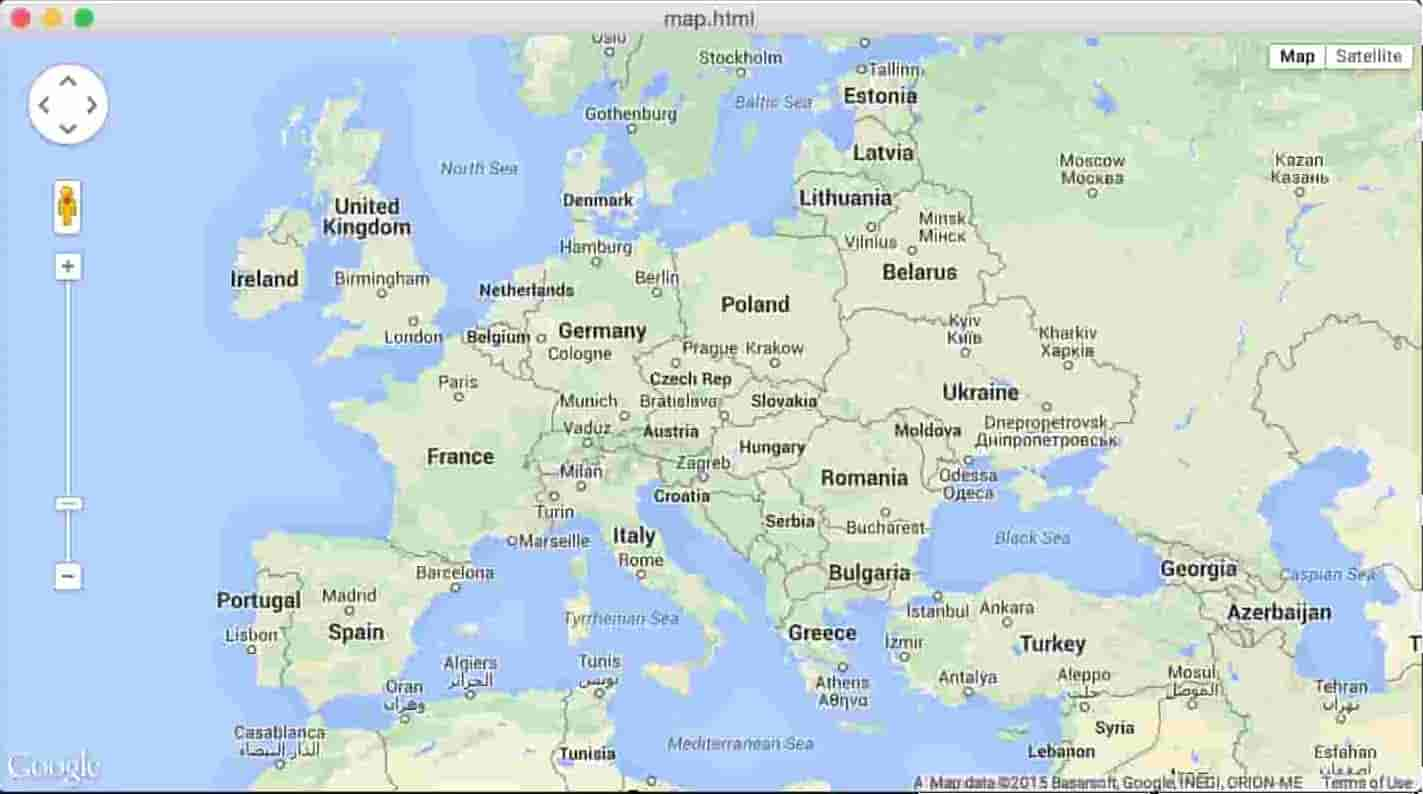 map.html
Oslo
Stockholm
Map
Satellite
Tallinn
Estonia
Baltic Sea
Gothenburg
Latvia
Moscow
Москва
Kazan
Казань
North Sea
Denmark
Lithuania
United
Kingdom
Minsk
Мінск
Vilnius
Hamburg
Belarus
Ireland
Birmingham
Berlin
Netherlands
Poland
London
Belgium
Germany
Cologne
Kyiv
Київ
Kharkiv
Харків
Prague
Krakow
Paris
Czech Rep
Ukraine
Munich
Bratislava
Slovakia
Vaduz
Austria
Moldova
Dnepropetrovsk
Дніпропетровськ
France
Hungary
Milan
Zagreb
Romania
Odessa
Одеса
Croatia
Turin
Serbia
Bucharest
Marseille
Italy
Rome
Black Sea
Barcelona
Bulgaria
Georgia
Caspian Sea
Portugal
Madrid
Istanbul
Ankara
Azerbaijan
Tyrrhenian Sea
Lisbon
Spain
Greece
İzmir
Turkey
Algiers
الجزائر
Tunis
تونس
Athens
Αθήνα
Antalya
Aleppo
حلب
Mosul
الموصل
Oran
وهران
Tehran
تهران
Casablanca
الدار البيضاء
Tunisia
Mediterranean Sea
Syria
Lebanon
Esfahan
اصفهان
Google
Map data ©2015 Basarsoft, Google, INEGI, ORION-ME
Terms of Use